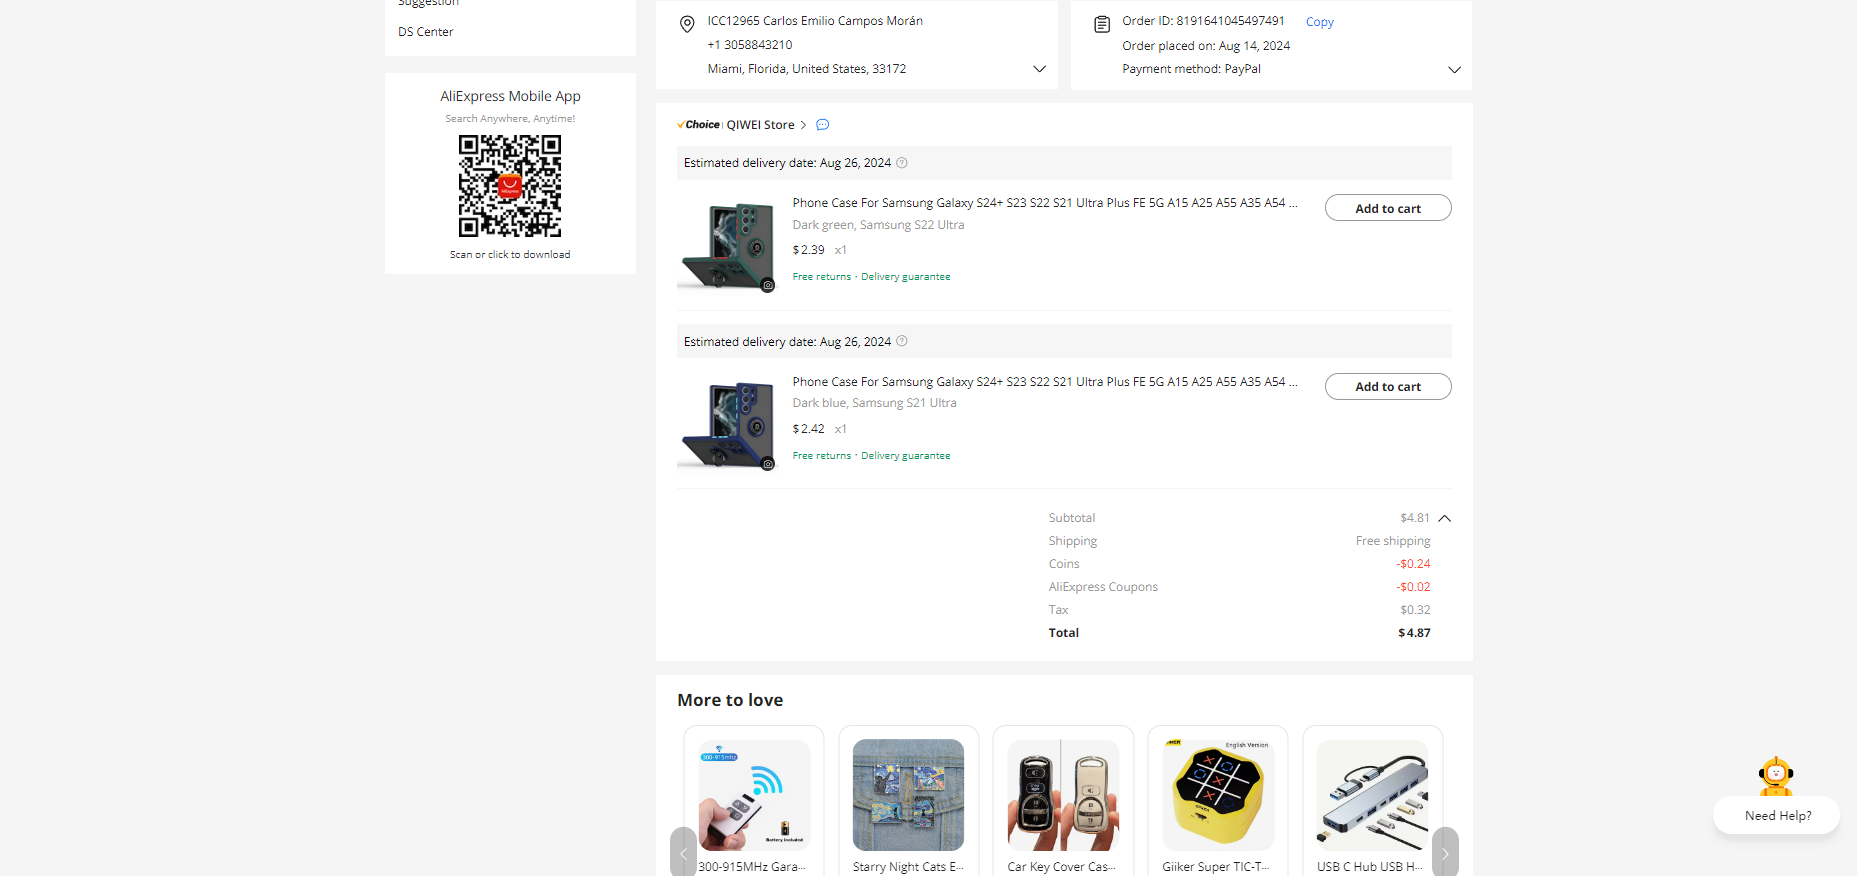 Suggestion
DS Center
AliExpress Mobile App
Search Anywhere, Anytime!
AliExpress
Scan or click to download
ICC12965 Carlos Emilio Campos Morán
+1 3058843210
Miami, Florida, United States, 33172
Order ID: 8191641045497491 Copy
Order placed on: Aug 14, 2024
Payment method: PayPal
Choice QIWEI Store
Estimated delivery date: Aug 26, 2024
Phone Case For Samsung Galaxy S24+ S23 S22 S21 Ultra Plus FE 5G A15 A25 A55 A35 A54 ...
Add to cart
Dark green, Samsung S22 Ultra
$2.39 x1
Free returns · Delivery guarantee
Estimated delivery date: Aug 26, 2024
Phone Case For Samsung Galaxy S24+ S23 S22 S21 Ultra Plus FE 5G A15 A25 A55 A35 A54 ...
Add to cart
Dark blue, Samsung S21 Ultra
$2.42 x1
Free returns · Delivery guarantee
Subtotal $4.81
Shipping Free shipping
Coins -$0.24
AliExpress Coupons -$0.02
Tax $0.32
Total $4.87
More to love
300-915mhz
Battery included
English Version
GiiKER
300-915MHz Gara...
Starry Night Cats E...
Car Key Cover Cas...
Giiker Super TIC-T...
USB C Hub USB H...
Need Help?